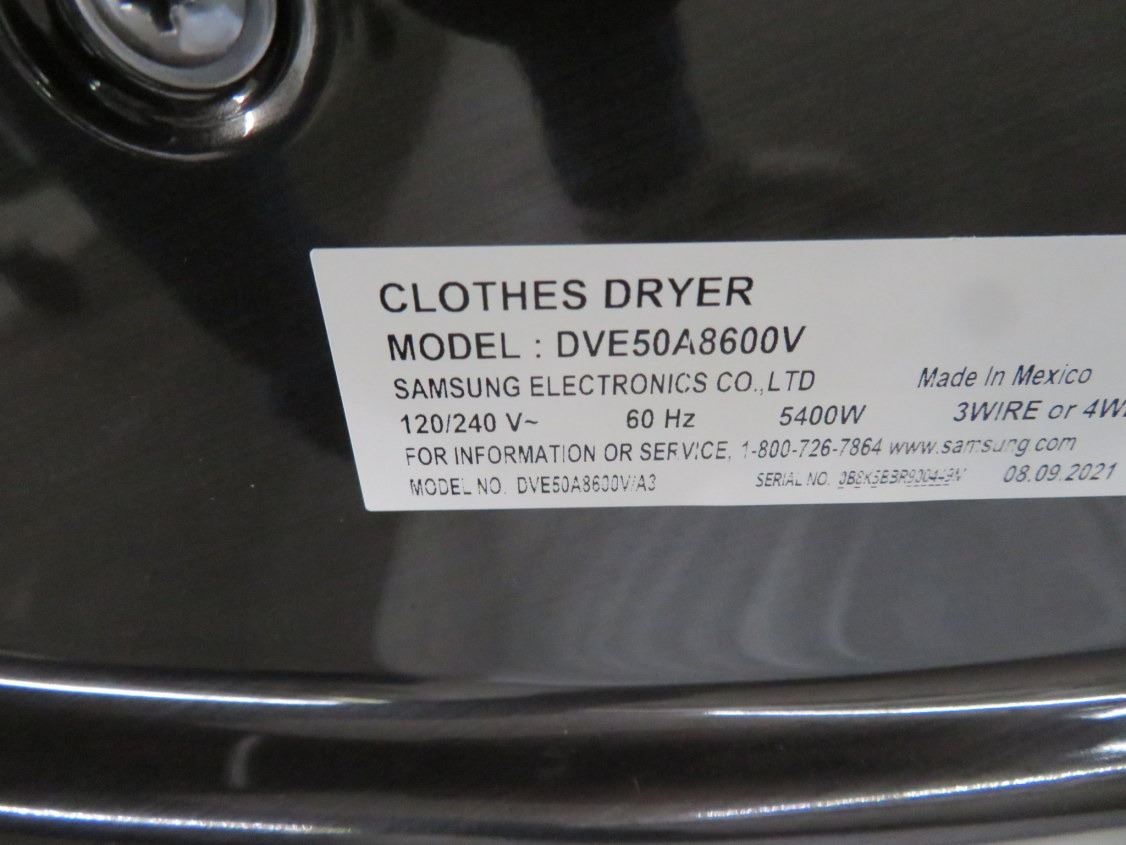 CLOTHES DRYER
MODEL : DVE50A8600V
SAMSUNG ELECTRONICS CO.,LTD Made In Mexico
120/240 V~ 60 Hz 5400W 3WIRE or
FOR INFORMATION OR SERVICE, 1-800-726-7864 www.samsung.com
MODEL NO. DVE50A8600V/A3 SERIAL NO. 08.09.2021